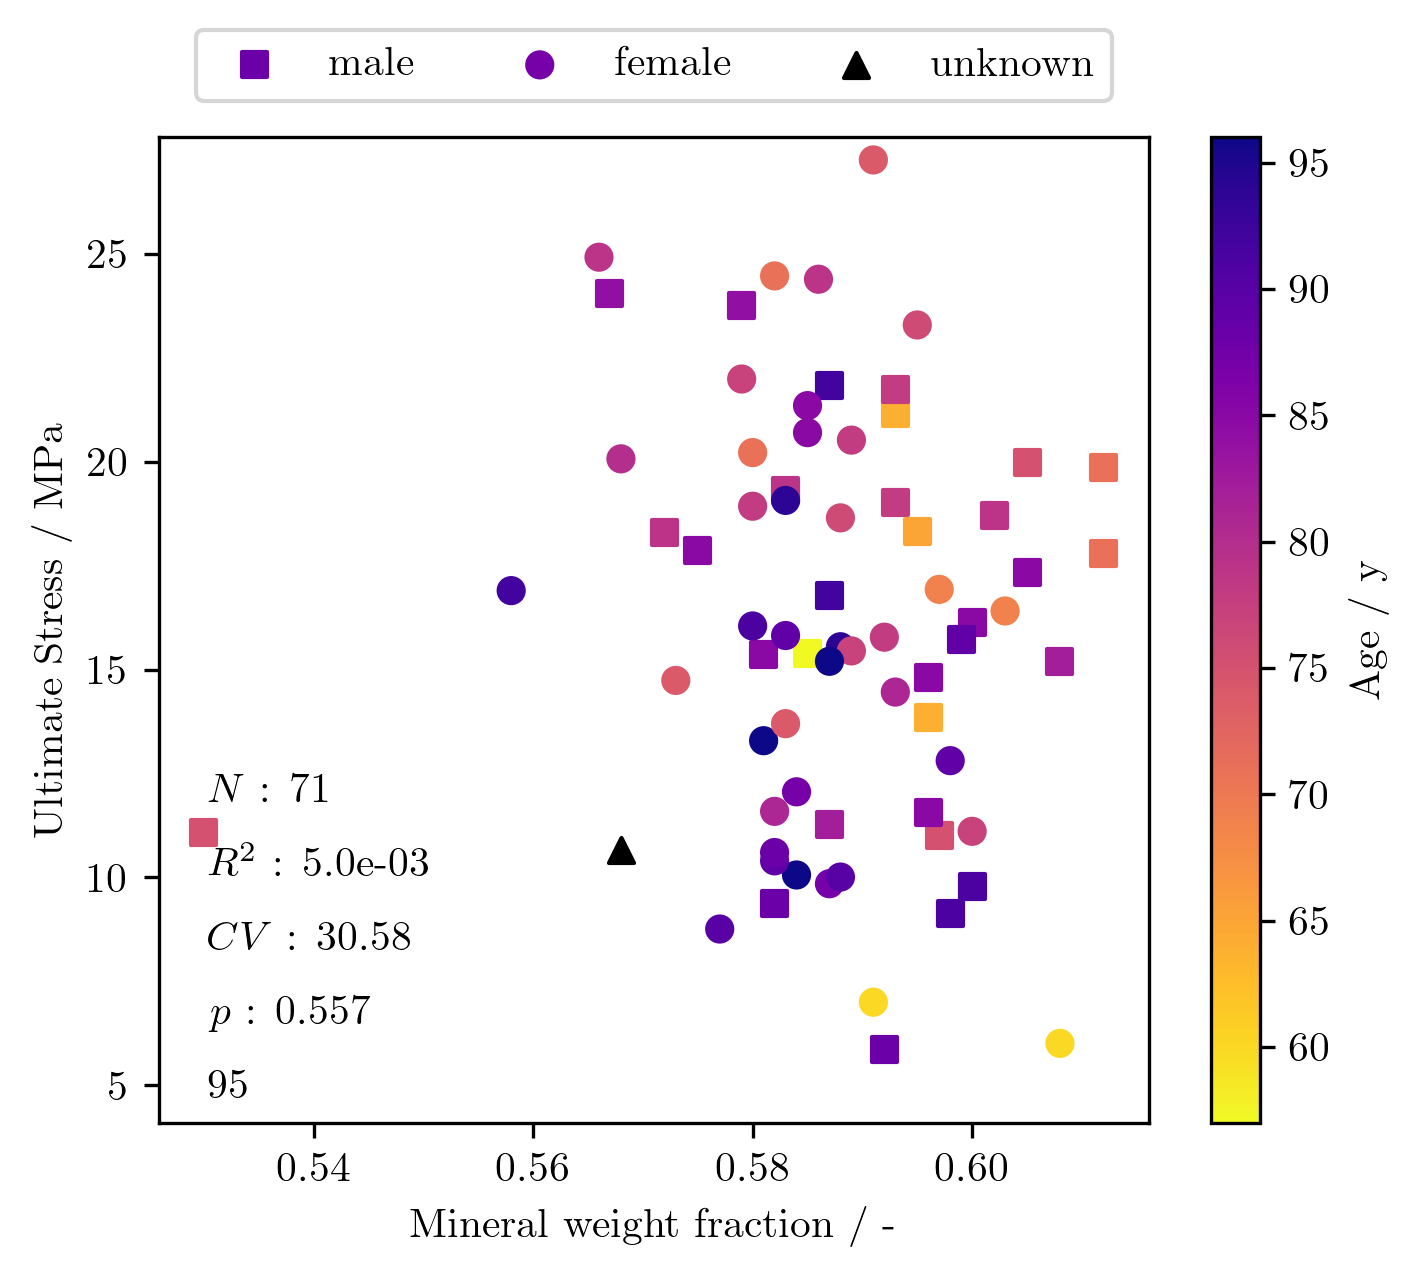 male female unknown
25
20
15
10
5
Ultimate Stress / MPa
N : 71
R² : 5.0e-03
CV : 30.58
p : 0.557
95
0.54 0.56 0.58 0.60
Mineral weight fraction / -
95
90
85
80
75
70
65
60
Age / y